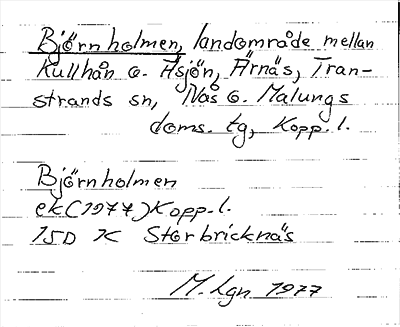 Björnholmen, landområde mellan
Kullhån o. Åsjön, Ärnäs, Tran-
strands sn, Nås o. Malungs
doms. tg, Kopp. l.
Björnholmen
ek (1977) Kopp. l.
15D K Storbricknäs
M. Lgn 1977